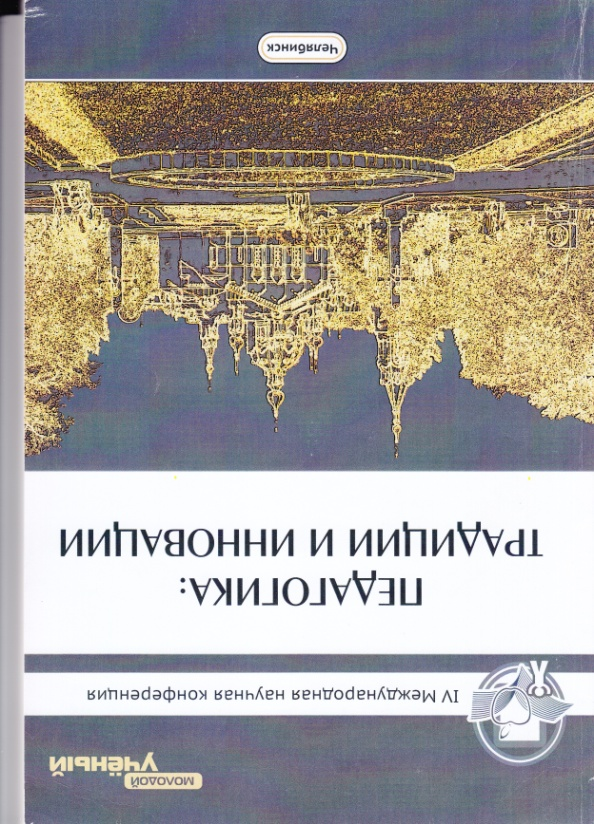 МОЛОДОЙ
УЧЁНЫЙ
IV Международная научная конференция
ПЕДАГОГИКА:
ТРАДИЦИИ И ИННОВАЦИИ
Челябинск